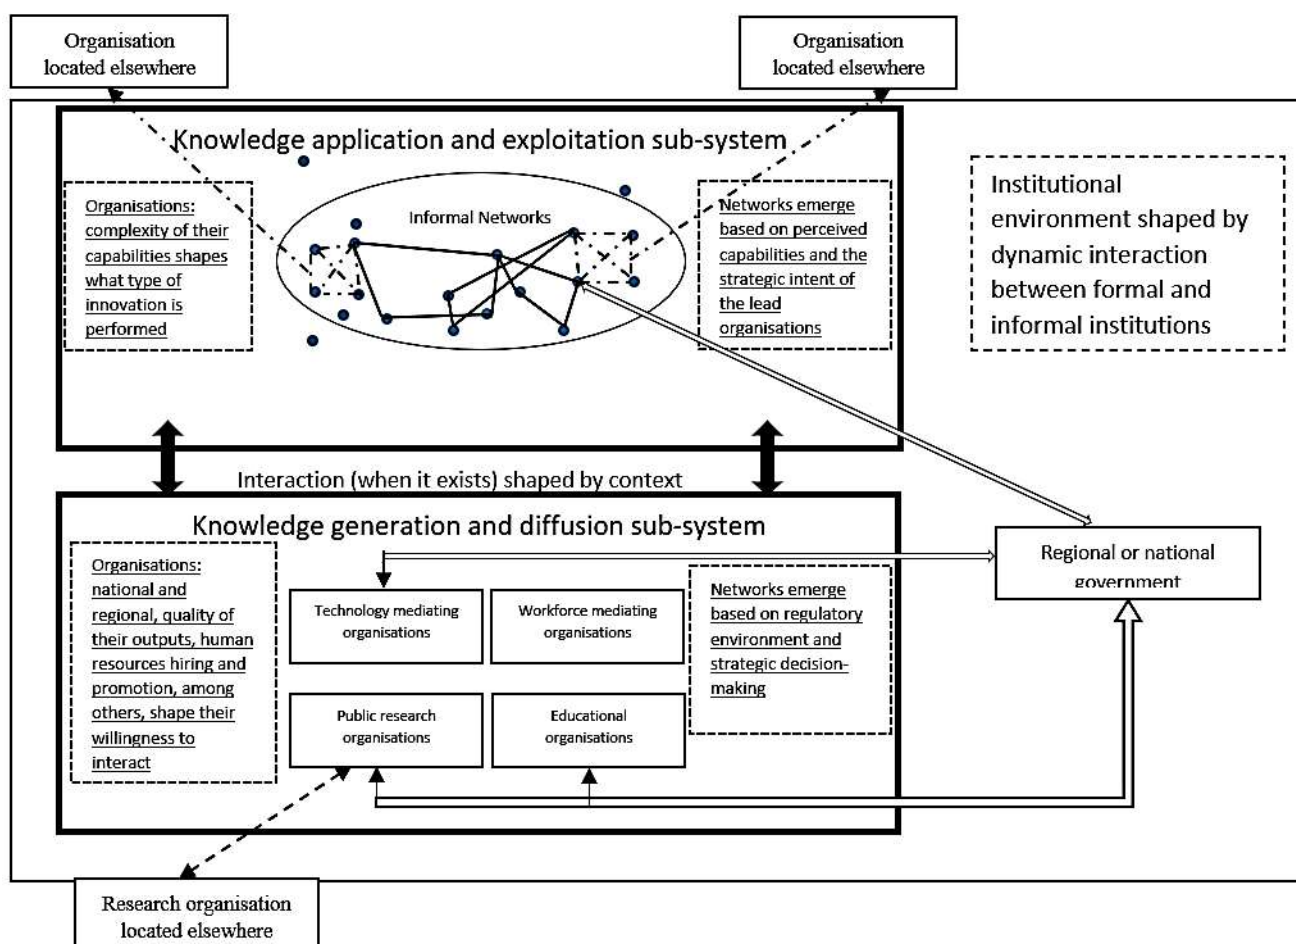 Organisation
located elsewhere
Organisation
located elsewhere
Knowledge application and exploitation sub-system
Organisations:
complexity of their
capabilities shapes
what type of
innovation is
performed
Informal Networks
Networks emerge
based on perceived
capabilities and the
strategic intent of
the lead
organisations
Institutional
environment shaped by
dynamic interaction
between formal and
informal institutions
Interaction (when it exists) shaped by context
Knowledge generation and diffusion sub-system
Organisations:
national and
regional, quality of
their outputs, human
resources hiring and
promotion, among
others, shape their
willingness to
interact
Technology mediating
organisations
Workforce mediating
organisations
Public research
organisations
Educational
organisations
Networks emerge
based on regulatory
environment and
strategic decision-
making
Regional or national
government
Research organisation
located elsewhere